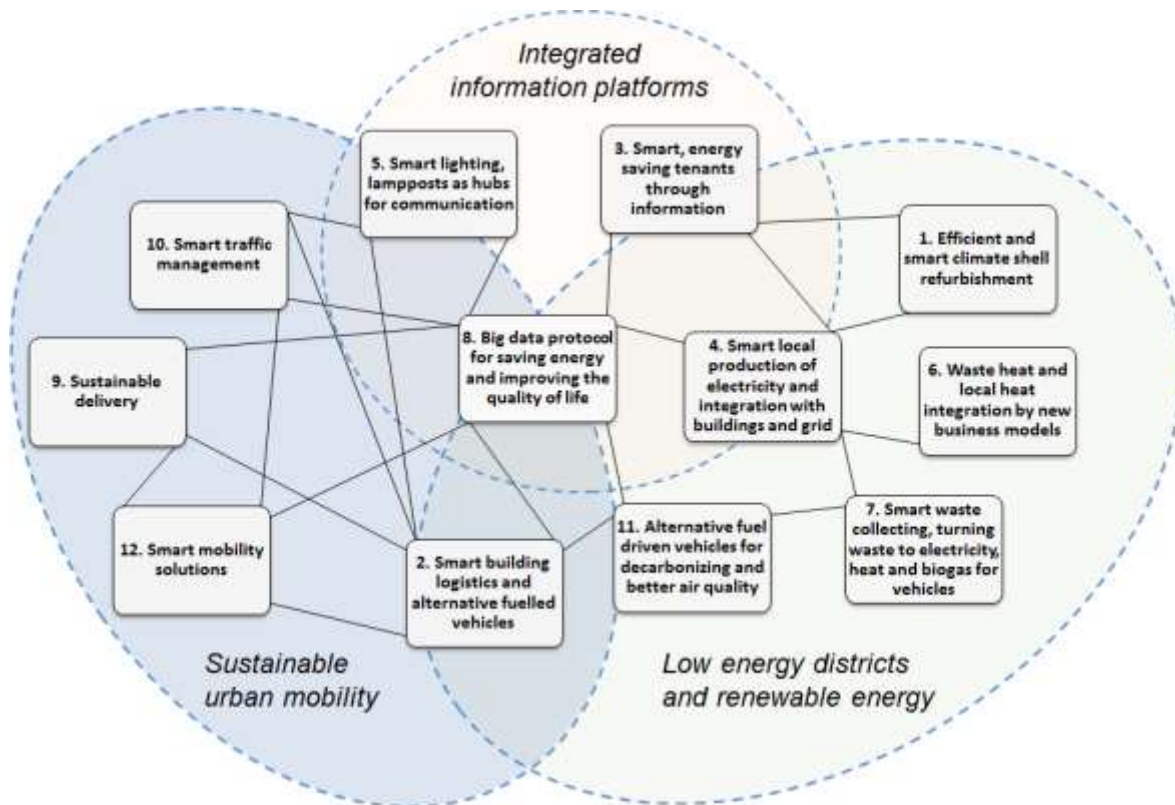 Integrated
information platforms
5. Smart lighting,
lampposts as hubs
for communication
3. Smart, energy
saving tenants
through
information
10. Smart traffic
management
1. Efficient and
smart climate shell
refurbishment
8. Big data protocol
for saving energy
and improving the
quality of life
4. Smart local
production of
electricity and
integration with
buildings and grid
9. Sustainable
delivery
6. Waste heat and
local heat
integration by new
business models
12. Smart mobility
solutions
2. Smart building
logistics and
alternative fuelled
vehicles
11. Alternative fuel
driven vehicles for
decarbonizing and
better air quality
7. Smart waste
collecting, turning
waste to electricity,
heat and biogas for
vehicles
Sustainable
urban mobility
Low energy districts
and renewable energy